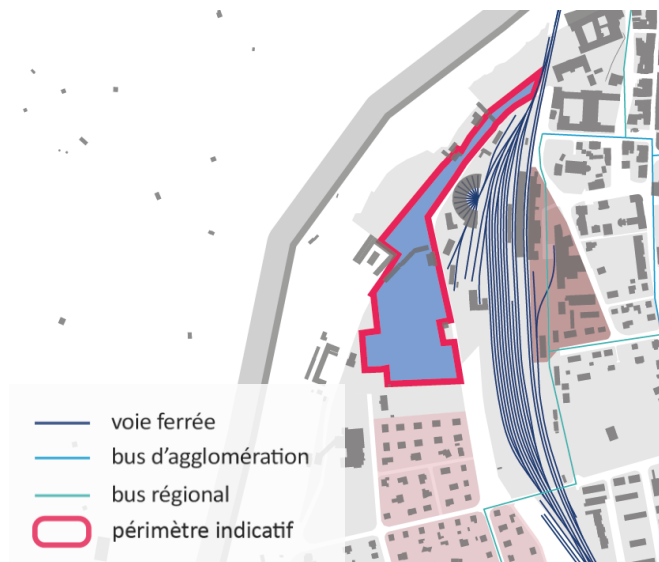 voie ferrée
bus d'agglomération
bus régional
périmètre indicatif